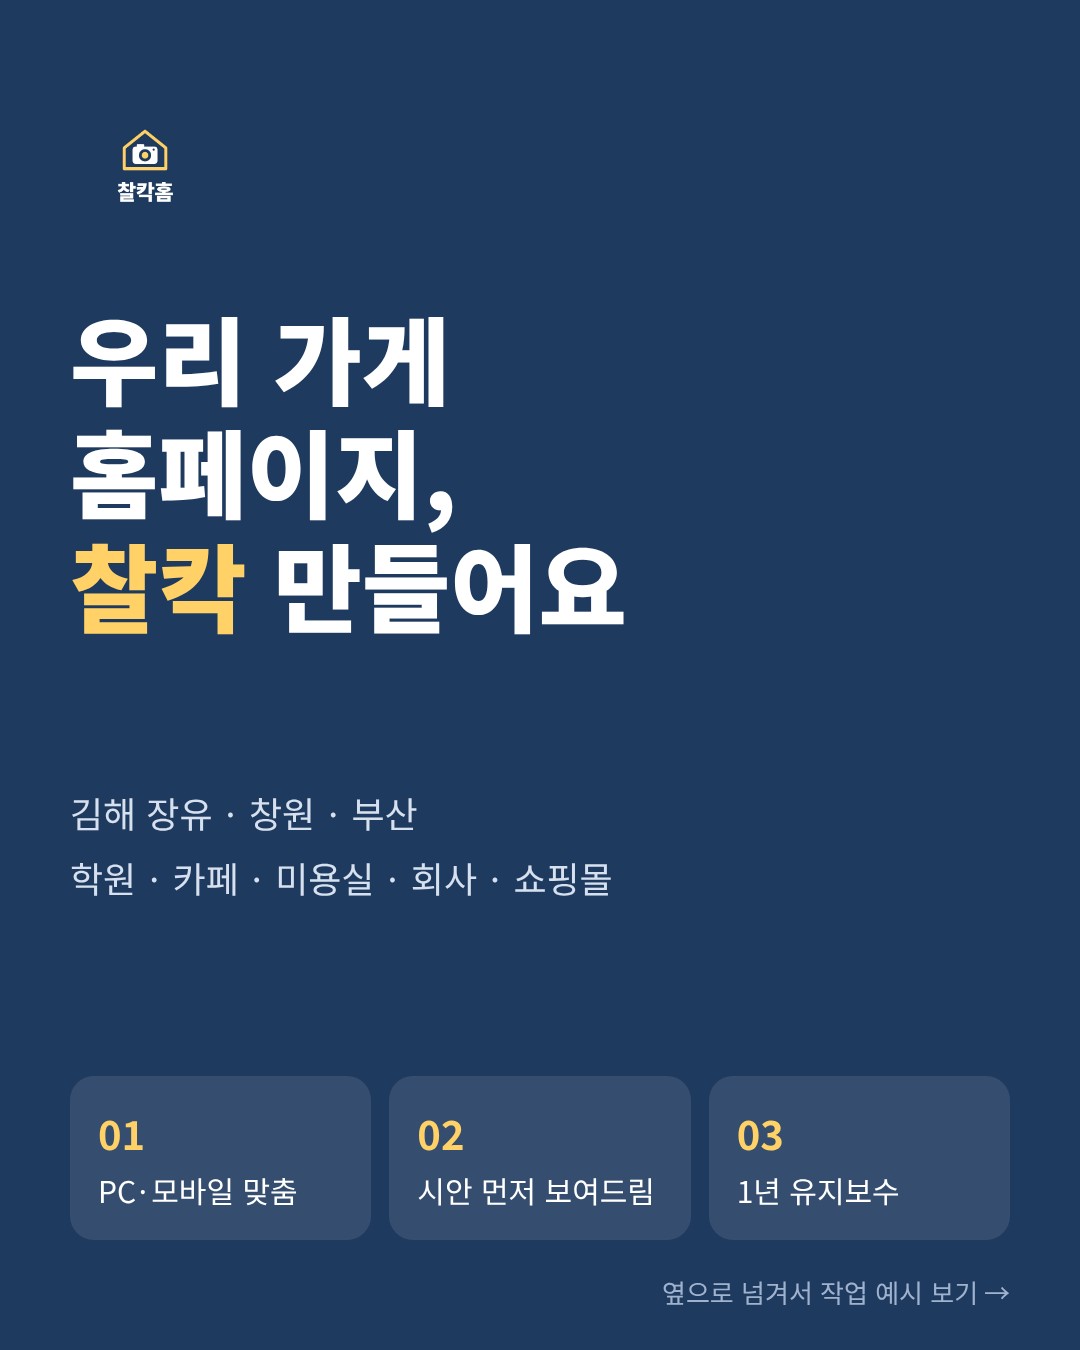 찰칵홈
우리 가게
홈페이지,
찰칵 만들어요
김해 장유 · 창원 · 부산
학원 · 카페 · 미용실 · 회사 · 쇼핑몰
01
PC·모바일 맞춤
02
시안 먼저 보여드림
03
1년 유지보수
옆으로 넘겨서 작업 예시 보기 →